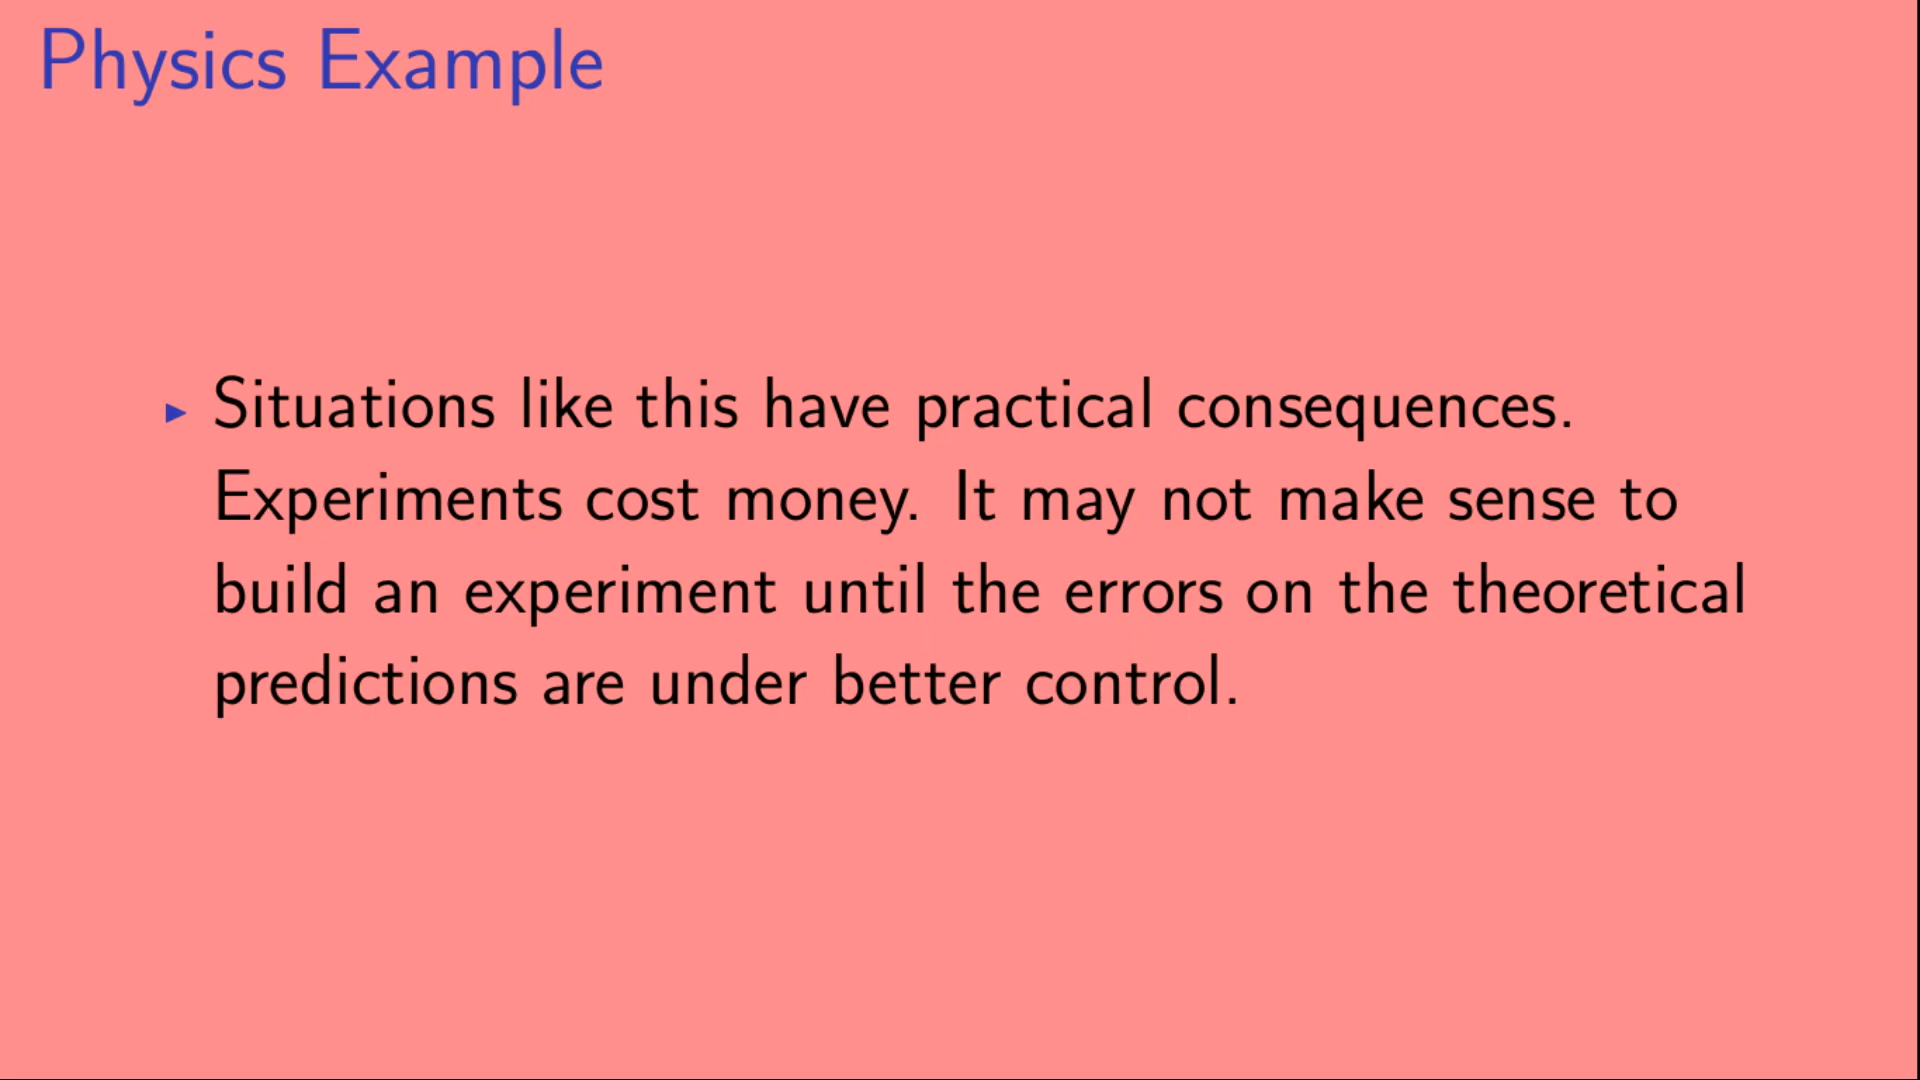 Physics Example
▸ Situations like this have practical consequences.
Experiments cost money. It may not make sense to
build an experiment until the errors on the theoretical
predictions are under better control.